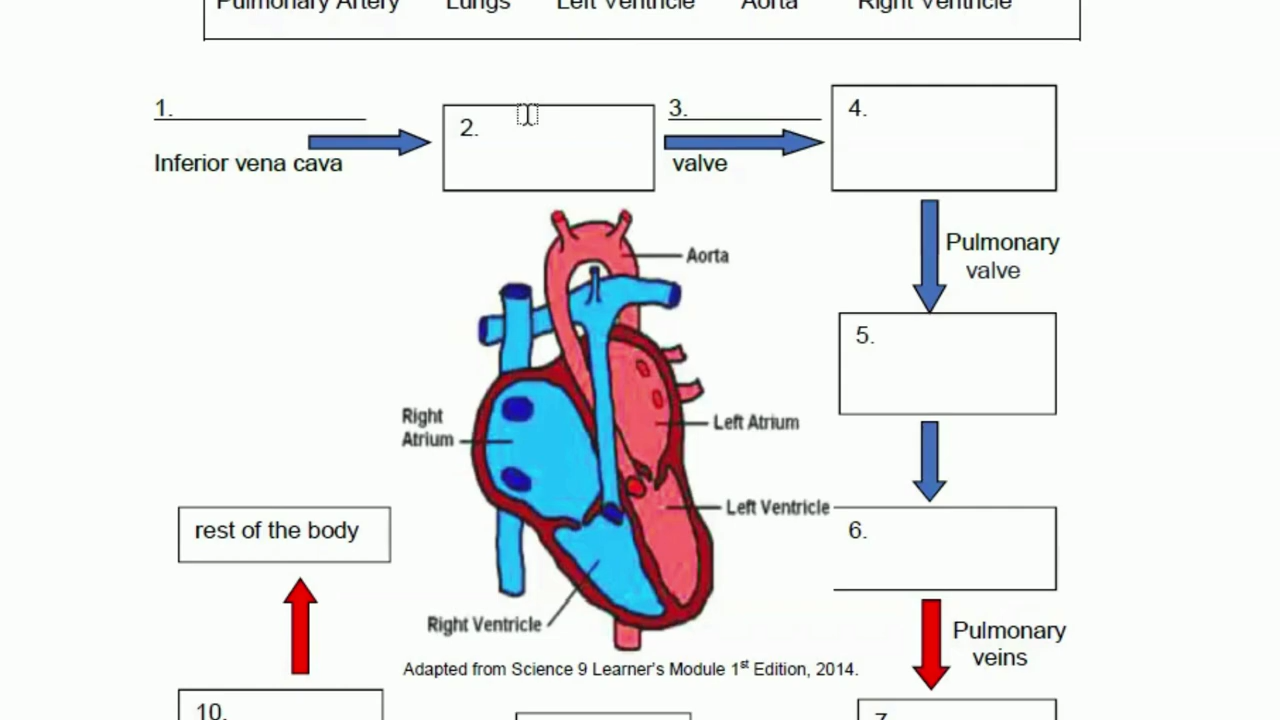 Pulmonary Artery Lungs Left Ventricle Aorta Right Ventricle
1.
Inferior vena cava
2.
3.
valve
4.
Pulmonary
valve
Aorta
5.
Right
Atrium
Left Atrium
Left Ventricle
rest of the body
6.
Right Ventricle
Pulmonary
veins
Adapted from Science 9 Learner's Module 1st Edition, 2014.
10.
7.